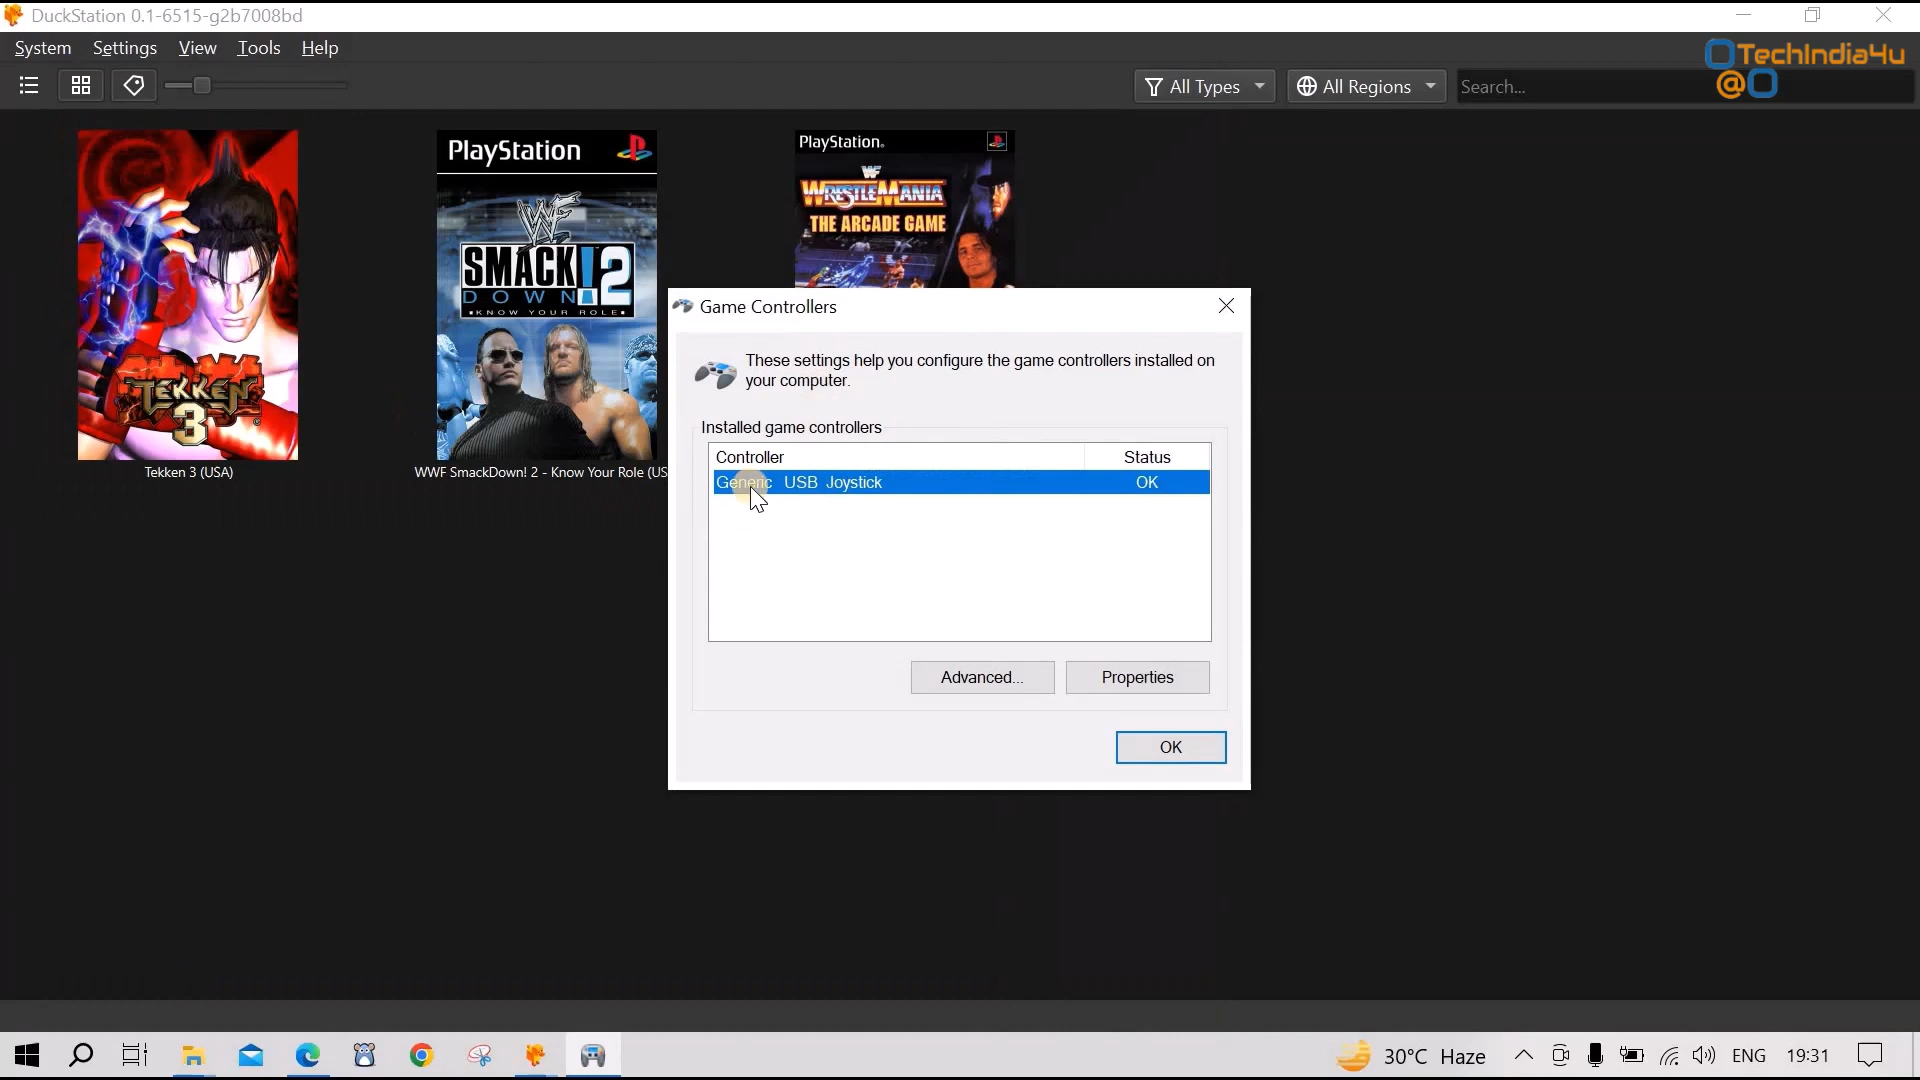 DuckStation 0.1-6515-g2b7008bd
System Settings View Tools Help
TechIndia4u
@
All Types
All Regions
Search...
PlayStation
PlayStation
WF
WRESTLEMANIA
THE ARCADE GAME
SMACK
DOWN!2
KNOW YOUR ROLE
TEKKEN
3
Tekken 3 (USA)
WWF SmackDown! 2 - Know Your Role (US
Game Controllers
These settings help you configure the game controllers installed on
your computer.
Installed game controllers
Controller Status
Generic USB Joystick OK
Advanced...
Properties
OK
30°C Haze
ENG
19:31